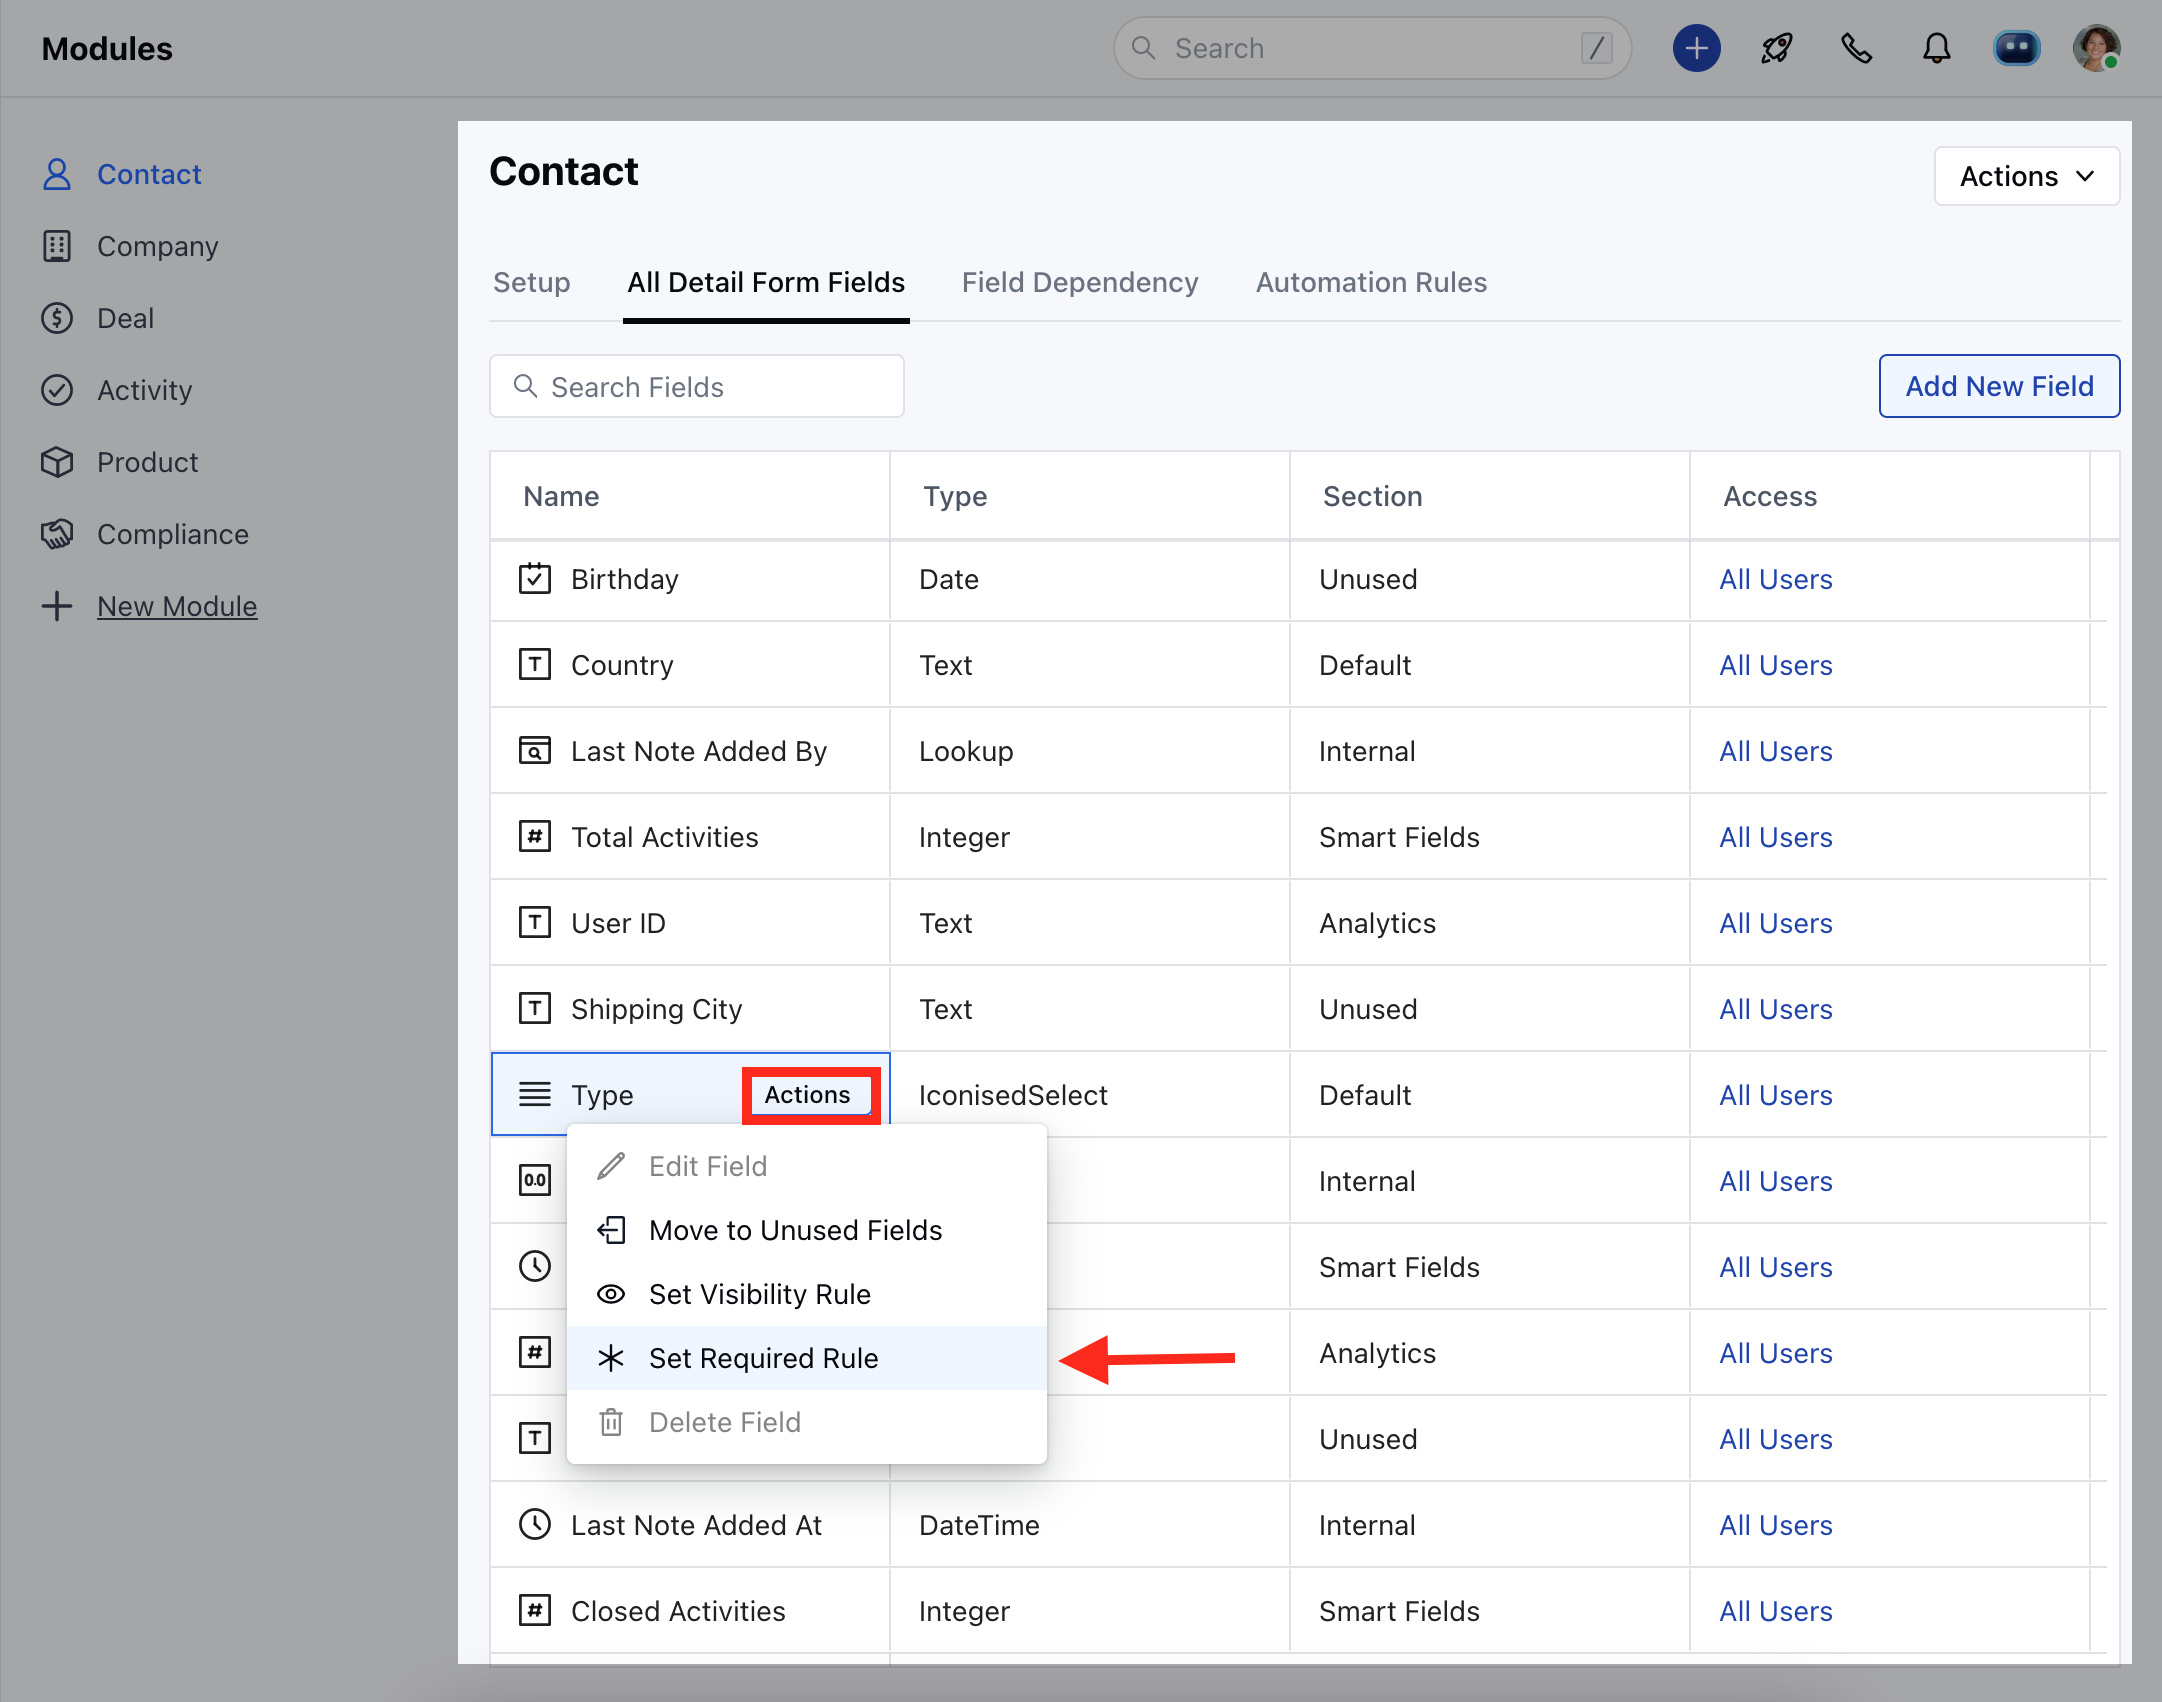 Modules
Search /
Contact
Company
Deal
Activity
Product
Compliance
New Module
Contact
Actions
Setup All Detail Form Fields Field Dependency Automation Rules
Search Fields
Add New Field
Name Type Section Access
Birthday Date Unused All Users
T Country Text Default All Users
Last Note Added By Lookup Internal All Users
# Total Activities Integer Smart Fields All Users
T User ID Text Analytics All Users
T Shipping City Text Unused All Users
Type Actions IconisedSelect Default All Users
Edit Field
0.0 Internal All Users
Move to Unused Fields
Smart Fields All Users
Set Visibility Rule
# Analytics All Users
Set Required Rule
Delete Field
T Unused All Users
Last Note Added At DateTime Internal All Users
# Closed Activities Integer Smart Fields All Users